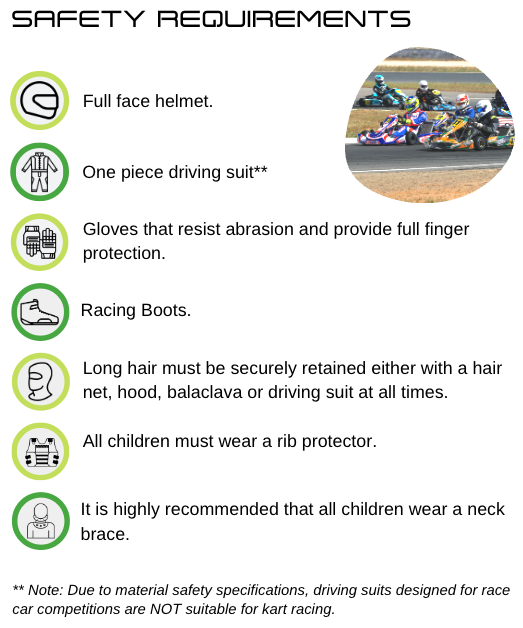 SAFETY REQUIREMENTS
Full face helmet.
One piece driving suit**
Gloves that resist abrasion and provide full finger
protection.
Racing Boots.
Long hair must be securely retained either with a hair
net, hood, balaclava or driving suit at all times.
All children must wear a rib protector.
It is highly recommended that all children wear a neck
brace.
** Note: Due to material safety specifications, driving suits designed for race
car competitions are NOT suitable for kart racing.